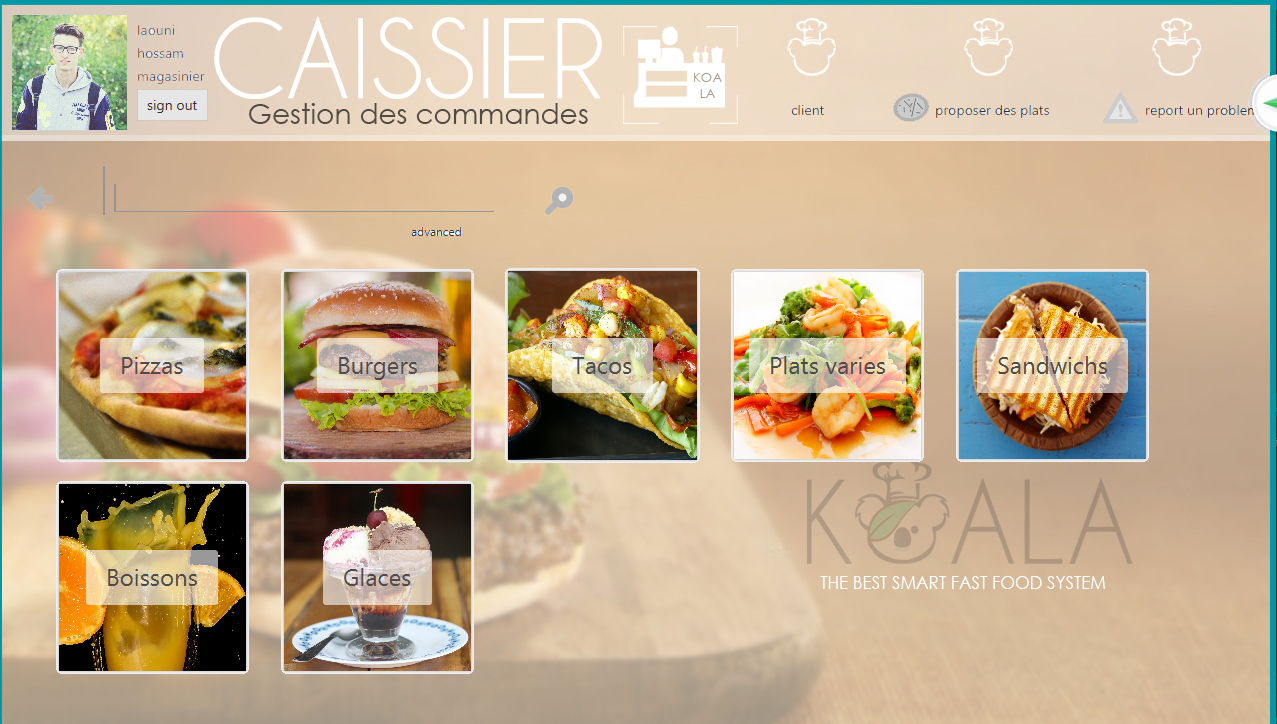 laouni
hossam
magasinier
sign out
CAISSIER
Gestion des commandes
KOA
LA
client
proposer des plats
report un problem
advanced
Pizzas
Burgers
Tacos
Plats varies
Sandwichs
Boissons
Glaces
KOALA
THE BEST SMART FAST FOOD SYSTEM